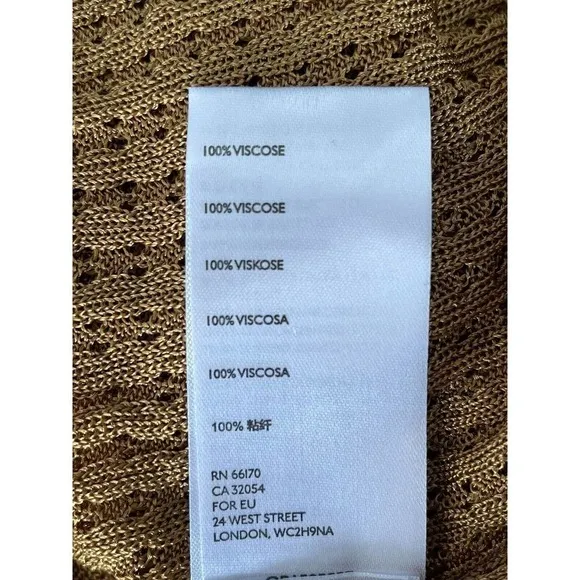 100% VISCOSE
100% VISCOSE
100% VISKOSE
100% VISCOSA
100% VISCOSA
100% 粘纤
RN 66170
CA 32054
FOR EU
24 WEST STREET
LONDON, WC2H9NA